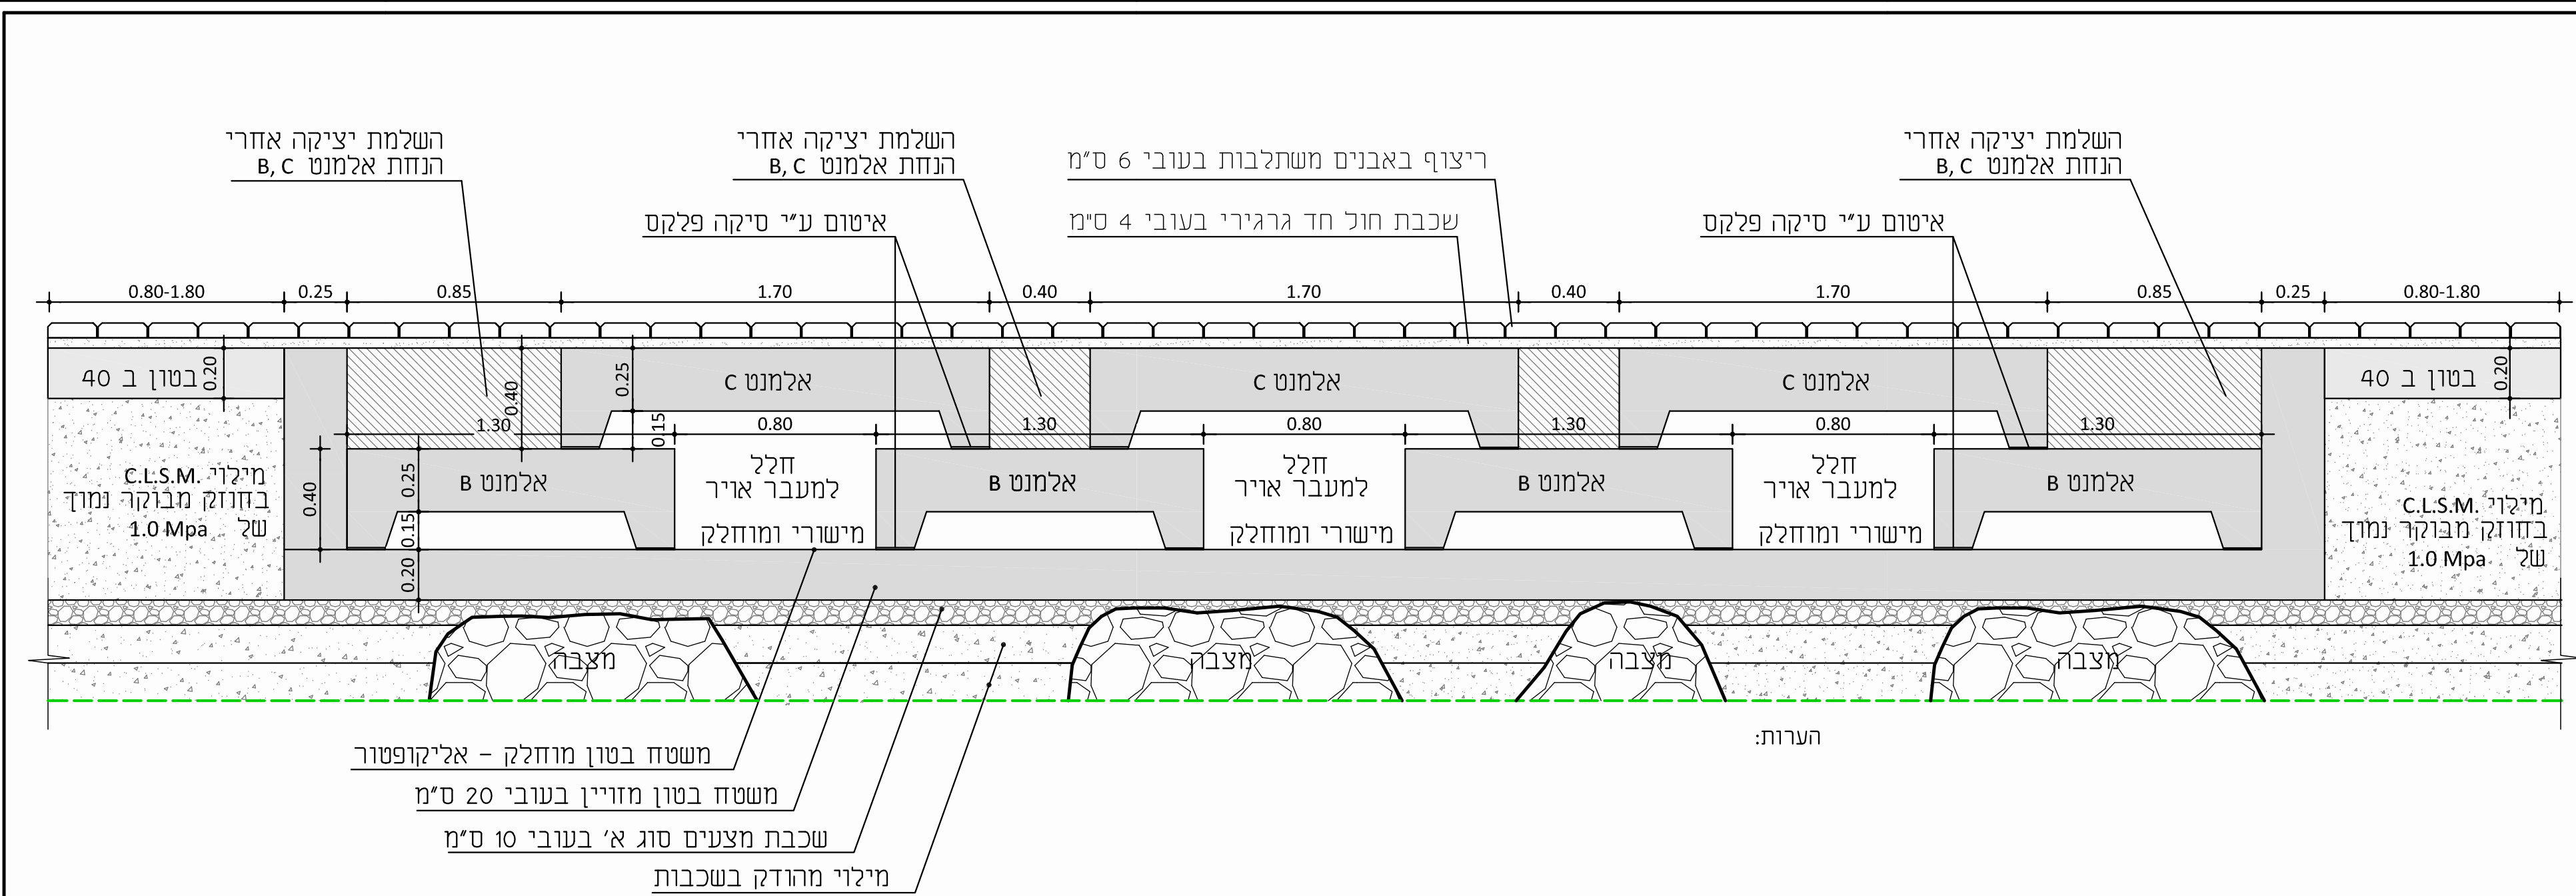 השלמת יציקה אחרי
הנחת אלמנט B,C
השלמת יציקה אחרי
הנחת אלמנט B,C
ריצוף באבנים משתלבות בעובי 6 ס"מ
השלמת יציקה אחרי
הנחת אלמנט B,C
איטום ע"י סיקה פלקס
שכבת חול חד גרגירי בעובי 4 ס"מ
איטום ע"י סיקה פלקס
0.80-1.80
0.25
0.85
1.70
0.40
1.70
0.40
1.70
0.85
0.25
0.80-1.80
בטון ב 40
0.20
0.40
0.25
אלמנט C
אלמנט C
אלמנט C
בטון ב 40
0.20
1.30
0.15
0.80
1.30
0.80
1.30
0.80
1.30
מילוי C.L.S.M.
בחוזק מבוקר נמוך
של 1.0 Mpa
0.40
0.25
0.15
0.20
אלמנט B
חלל
למעבר אויר
מישורי ומוחלק
אלמנט B
חלל
למעבר אויר
מישורי ומוחלק
אלמנט B
חלל
למעבר אויר
מישורי ומוחלק
אלמנט B
מילוי C.L.S.M.
בחוזק מבוקר נמוך
של 1.0 Mpa
מצבה
מצבה
מצבה
מצבה
משטח בטון מוחלק – אליקופטור
משטח בטון מזויין בעובי 20 ס"מ
שכבת מצעים סוג א' בעובי 10 ס"מ
מילוי מהודק בשכבות
הערות: